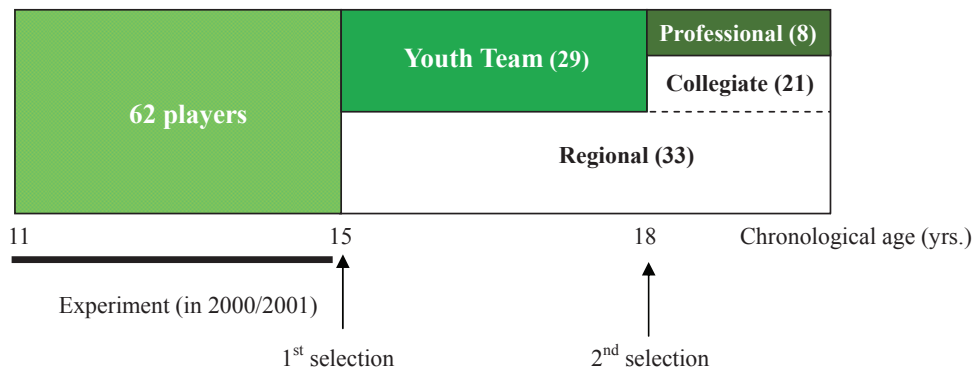 Professional (8)
Youth Team (29)
Collegiate (21)
62 players
Regional (33)
11 15 18 Chronological age (yrs.)
Experiment (in 2000/2001)
1st selection 2nd selection